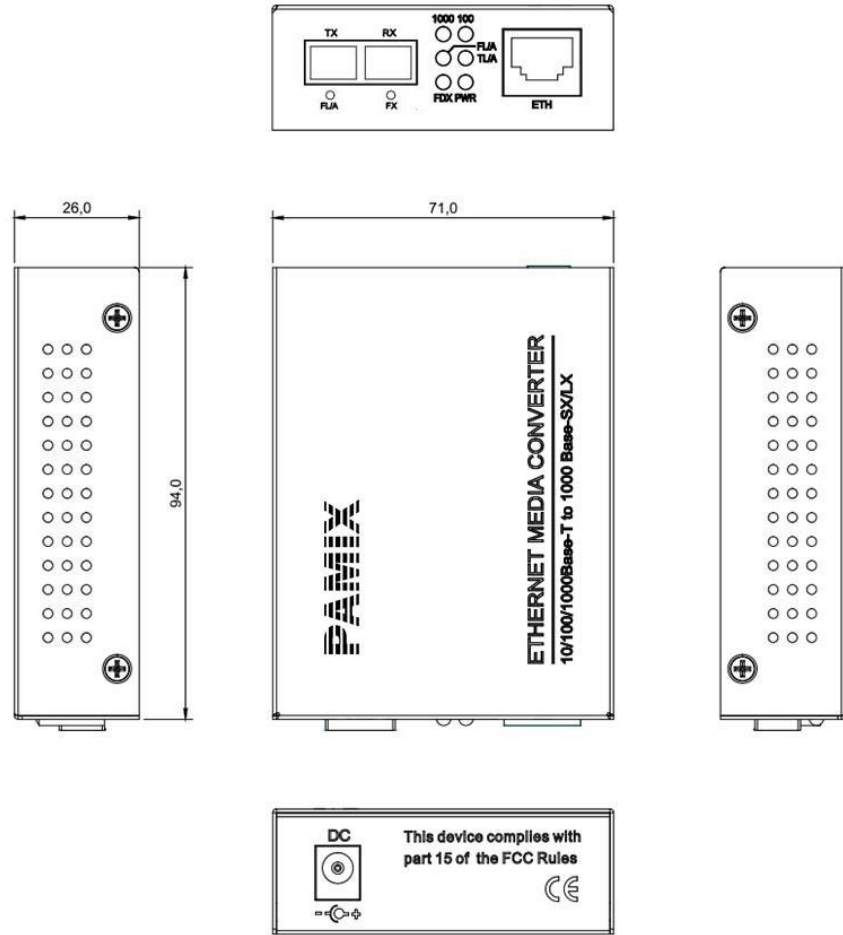 1000 100
TX RX
FL/A
TL/A
FL/A FX
FDX PWR
ETH
26,0
71,0
94,0
PAMIX
ETHERNET MEDIA CONVERTER
10/100/1000Base-T to 1000 Base-SX/LX
DC
This device complies with
part 15 of the FCC Rules
CE
- +